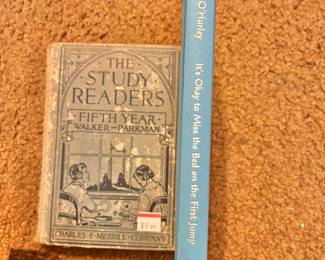 THE
STUDY
READERS
FIFTH YEAR
WALKER–PARKMAN
CHARLES·E·MERRILL·COMPANY
O'Hurley
It's Okay to Miss the Bed on the First Jump